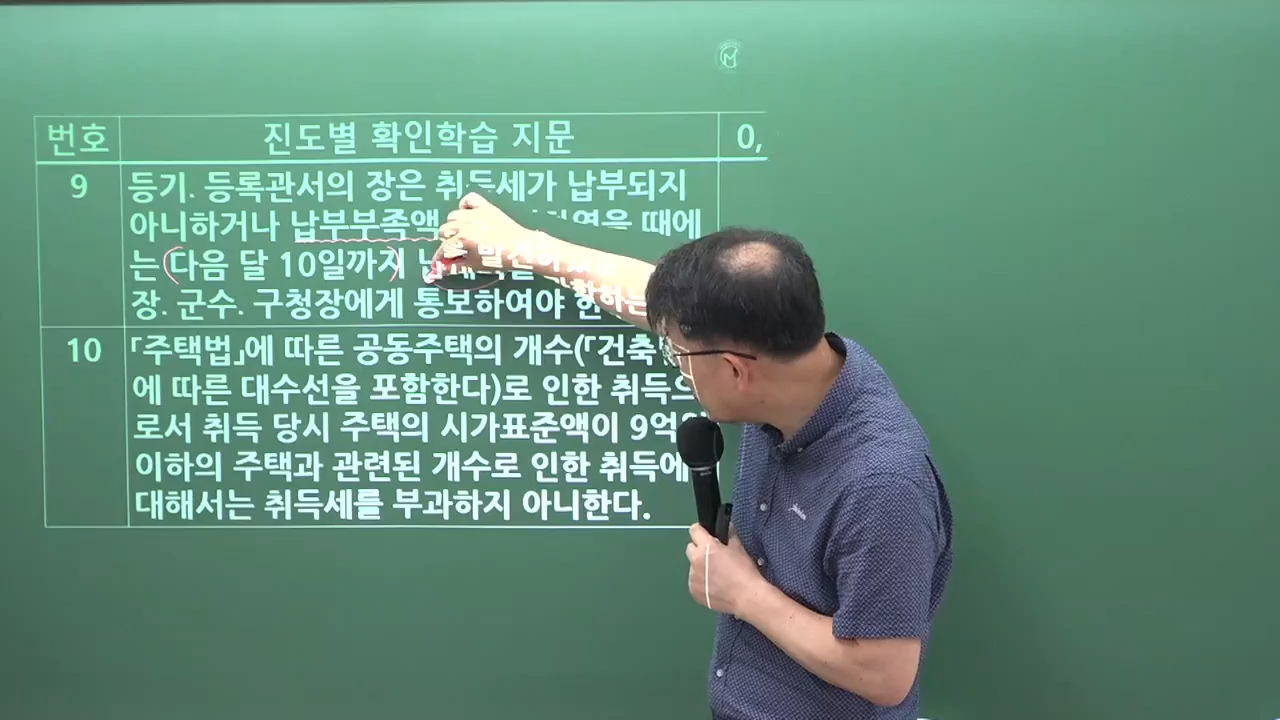 번호 진도별 확인학습 지문 0,
9 등기. 등록관서의 장은 취득세가 납부되지
아니하거나 납부부족액 때에
는 다음 달 10일까지
장. 군수. 구청장에게 통보하여야
10 「주택법」에 따른 공동주택의 개수(「건축
에 따른 대수선을 포함한다)로 인한 취득으
로서 취득 당시 주택의 시가표준액이 9억
이하의 주택과 관련된 개수로 인한 취득에
대해서는 취득세를 부과하지 아니한다.